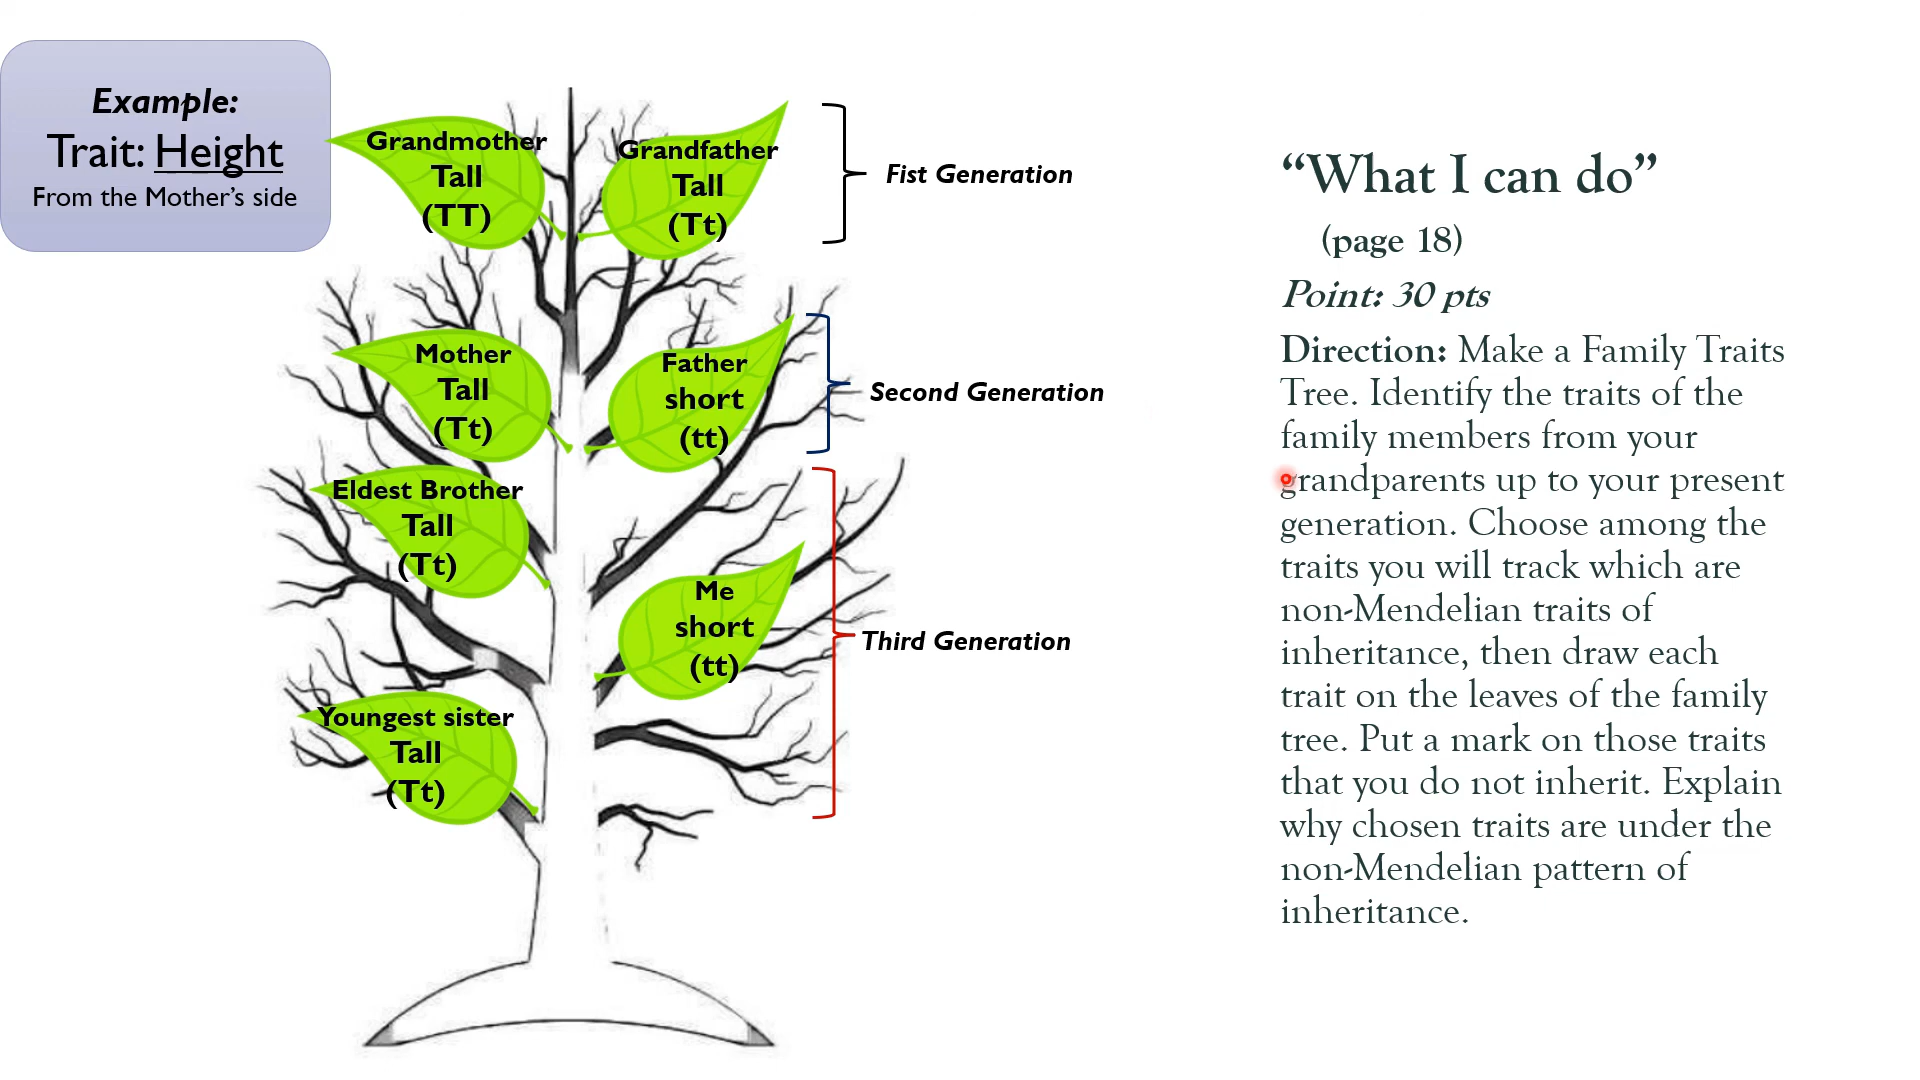 Example:
Trait: Height
From the Mother's side
Grandmother
Tall
(TT)
Grandfather
Tall
(Tt)
Fist Generation
Mother
Tall
(Tt)
Father
short
(tt)
Second Generation
Eldest Brother
Tall
(Tt)
Me
short
(tt)
Third Generation
Youngest sister
Tall
(Tt)
“What I can do”
(page 18)
Point: 30 pts
Direction: Make a Family Traits
Tree. Identify the traits of the
family members from your
grandparents up to your present
generation. Choose among the
traits you will track which are
non-Mendelian traits of
inheritance, then draw each
trait on the leaves of the family
tree. Put a mark on those traits
that you do not inherit. Explain
why chosen traits are under the
non-Mendelian pattern of
inheritance.